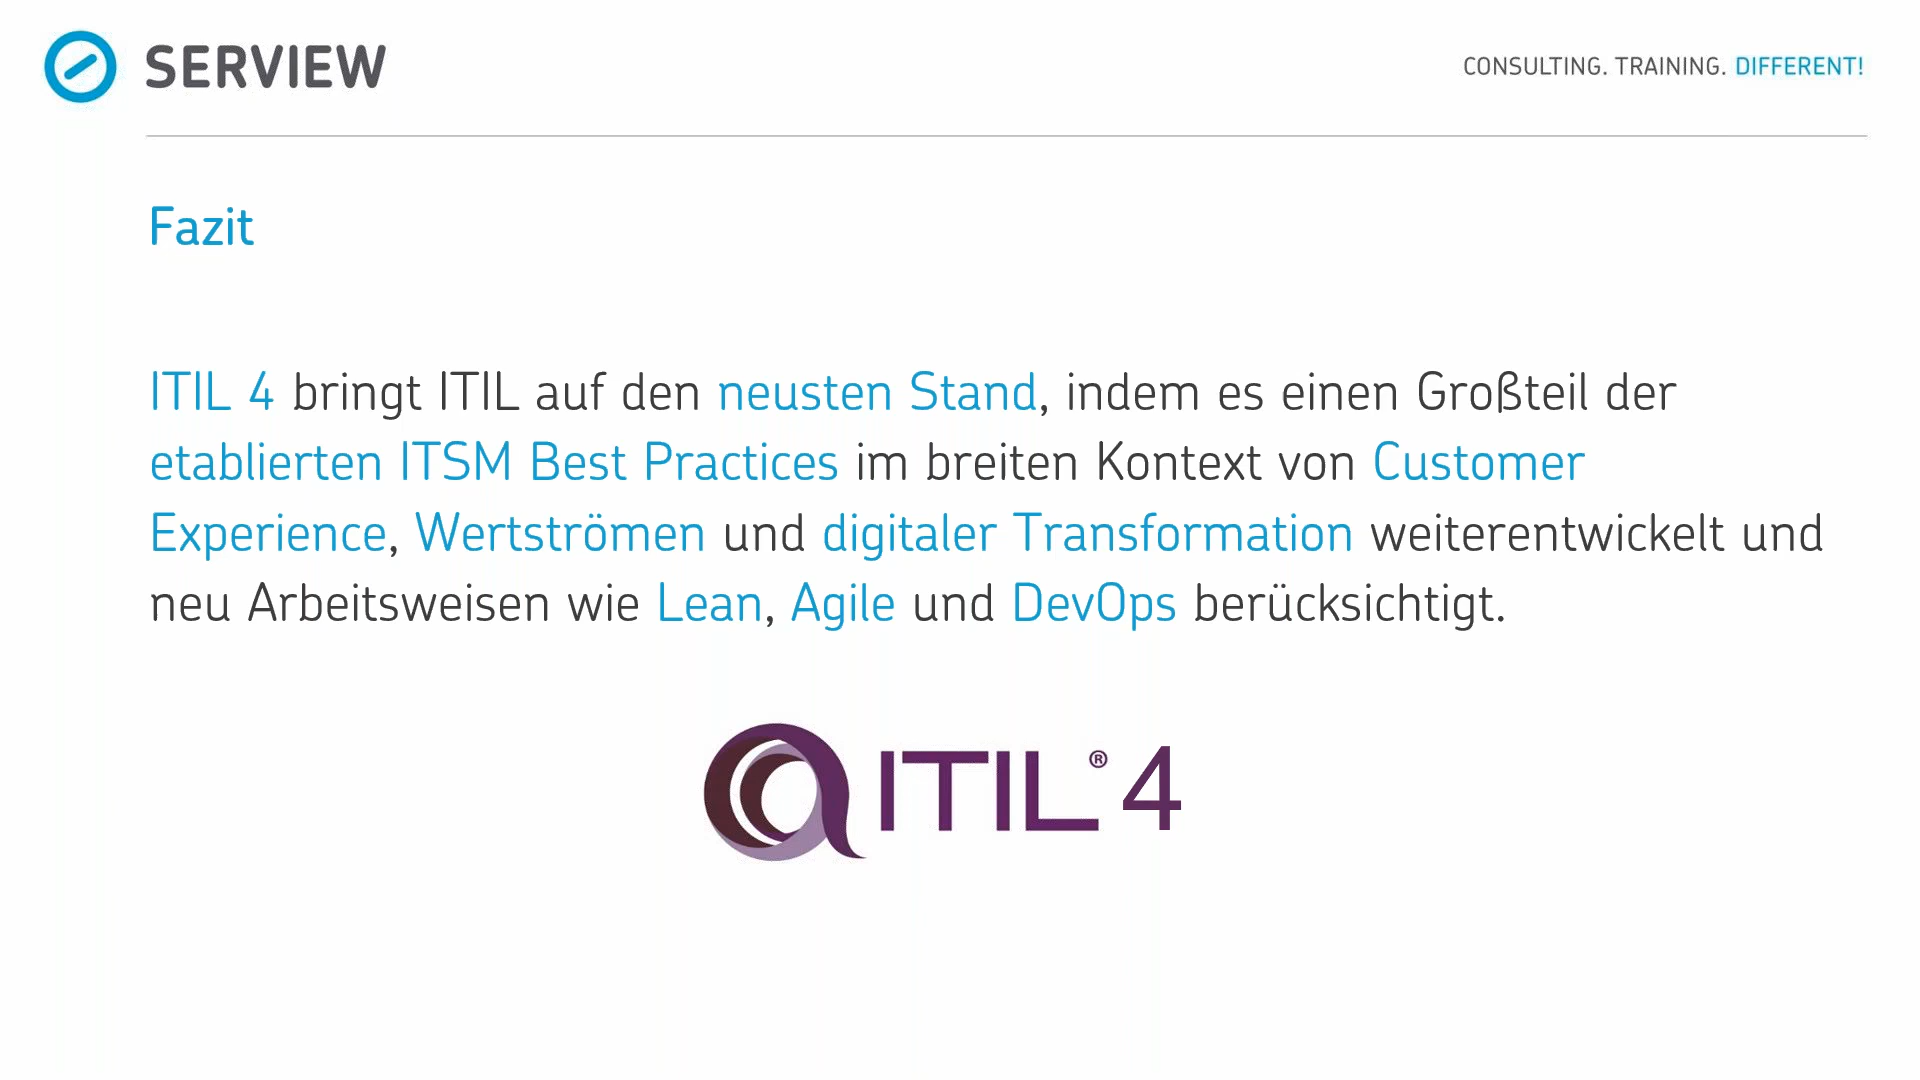 SERVIEW
CONSULTING. TRAINING. DIFFERENT!
Fazit
ITIL 4 bringt ITIL auf den neusten Stand, indem es einen Großteil der
etablierten ITSM Best Practices im breiten Kontext von Customer
Experience, Wertströmen und digitaler Transformation weiterentwickelt und
neu Arbeitsweisen wie Lean, Agile und DevOps berücksichtigt.
ITIL® 4